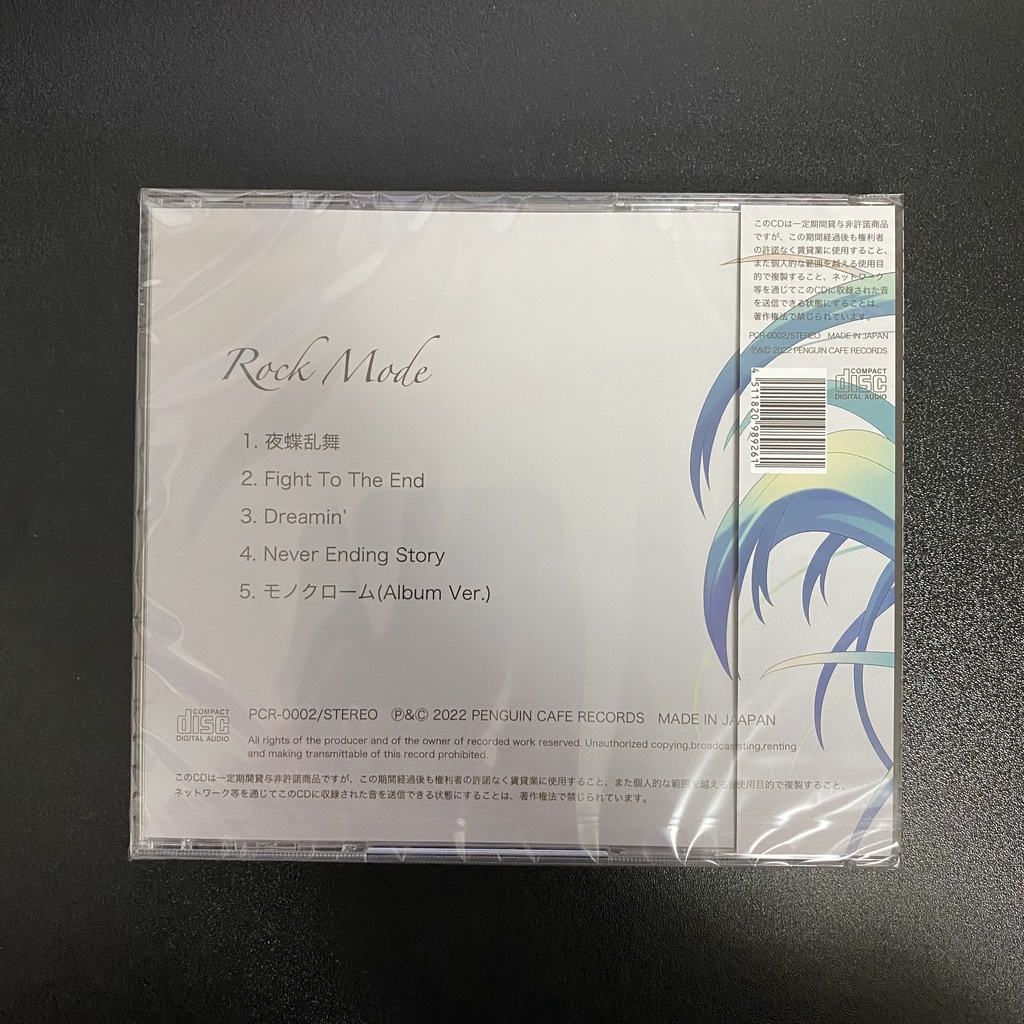 Rock Mode
1. 夜蝶乱舞
2. Fight To The End
3. Dreamin'
4. Never Ending Story
5. モノクローム(Album Ver.)
COMPACT
disc
DIGITAL AUDIO
PCR-0002/STEREO ℗&© 2022 PENGUIN CAFE RECORDS MADE IN JAAPAN
All rights of the producer and of the owner of recorded work reserved. Unauthorized copying,broadcassting,renting
and making transmittable of this record prohibited.
このCDは一定期間貸与非許諾商品ですが、この期間経過後も権利者の許諾なく賃貸業に使用すること、また個人的な範囲を越える使用目的で複製すること、
ネットワーク等を通じてこのCDに収録された音を送信できる状態にすることは、著作権法で禁じられています。
このCDは一定期間貸与非許諾商品
ですが、この期間経過後も権利者
の許諾なく賃貸業に使用すること、
また個人的な範囲を越える使用目
的で複製すること、ネットワーク
等を通じてこのCDに収録された音
を送信できる状態にすることは、
著作権法で禁じられています。
PCR-0002/STEREO MADE IN JAPAN
℗&© 2022 PENGUIN CAFE RECORDS
4 511820 989261
COMPACT
disc
DIGITAL AUDIO